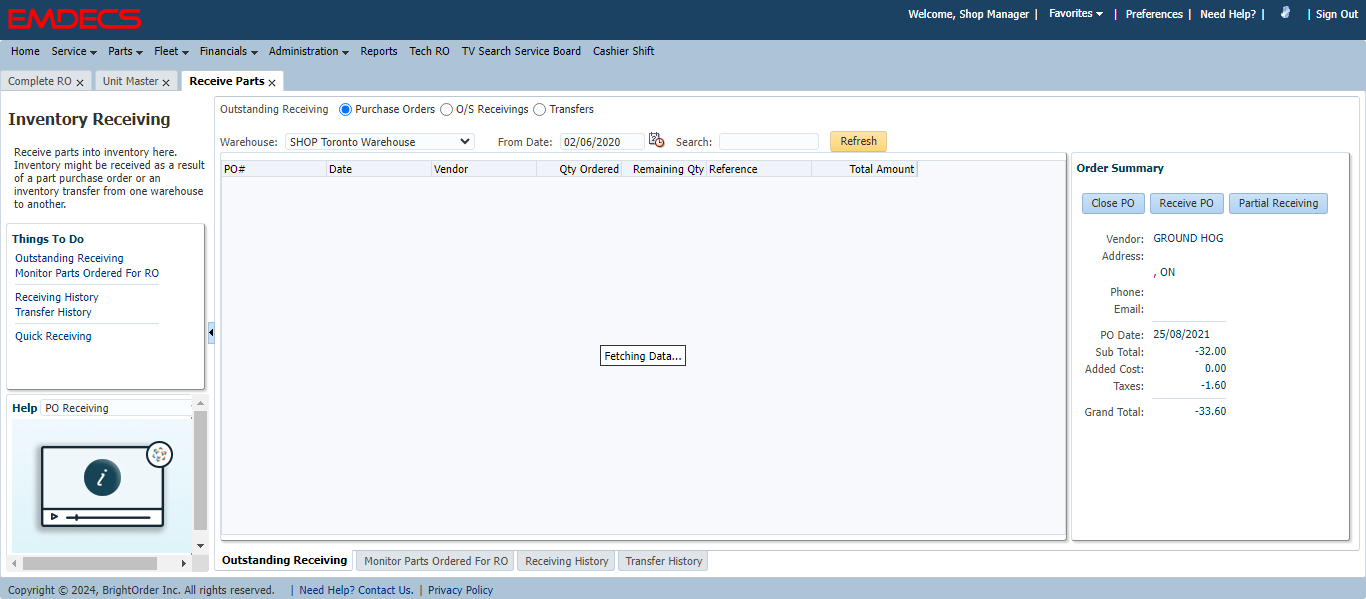 EMDECS
Welcome, Shop Manager | Favorites | Preferences | Need Help? | | Sign Out
Home Service Parts Fleet Financials Administration Reports Tech RO TV Search Service Board Cashier Shift
Complete RO x Unit Master x Receive Parts x
Inventory Receiving
Receive parts into inventory here.
Inventory might be received as a result
of a part purchase order or an
inventory transfer from one warehouse
to another.
Things To Do
Outstanding Receiving
Monitor Parts Ordered For RO
Receiving History
Transfer History
Quick Receiving
Help PO Receiving
i
Outstanding Receiving Purchase Orders O/S Receivings Transfers
Warehouse: SHOP Toronto Warehouse From Date: 02/06/2020 Search: Refresh
PO# Date Vendor Qty Ordered Remaining Qty Reference Total Amount
Fetching Data...
Order Summary
Close PO Receive PO Partial Receiving
Vendor: GROUND HOG
Address:
, ON
Phone:
Email:
PO Date: 25/08/2021
Sub Total: -32.00
Added Cost: 0.00
Taxes: -1.60
Grand Total: -33.60
Outstanding Receiving Monitor Parts Ordered For RO Receiving History Transfer History
Copyright © 2024, BrightOrder Inc. All rights reserved. | Need Help? Contact Us. | Privacy Policy